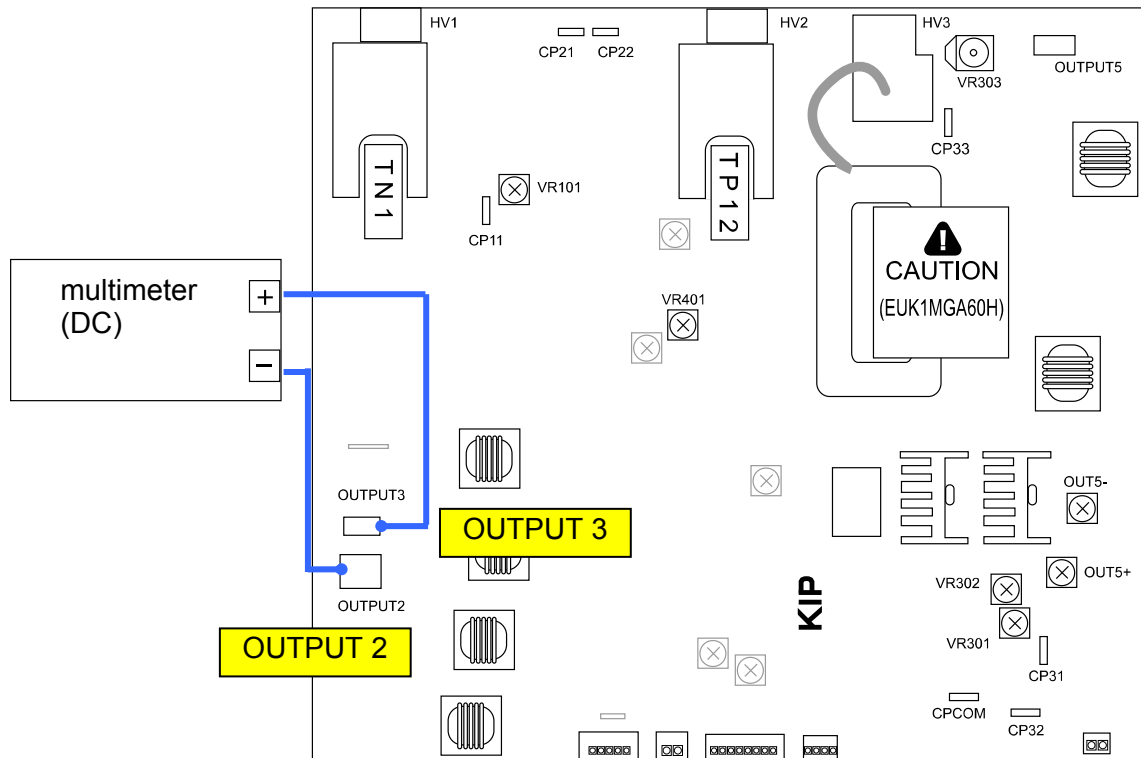 HV1
CP21
CP22
HV2
HV3
VR303
OUTPUT5
CP33
TN1
TP12
VR101
CP11
CAUTION
(EUK1MGA60H)
multimeter
(DC)
+
−
VR401
OUTPUT3
OUTPUT 3
OUTPUT2
OUTPUT 2
OUT5-
OUT5+
KIP
VR302
VR301
CP31
CPCOM
CP32